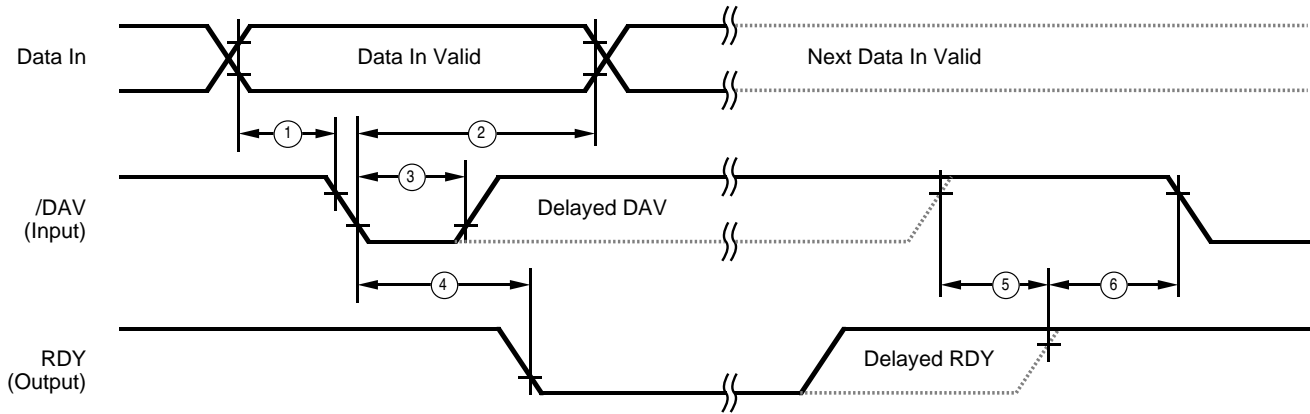 Data In
Data In Valid
Next Data In Valid
1
2
3
/DAV
(Input)
Delayed DAV
4
5
6
RDY
(Output)
Delayed RDY